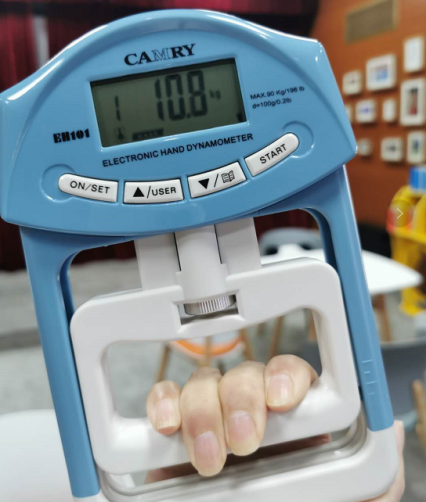 CAMRY
1 10.8 kg
MAX.90 Kg/198 lb
d=100g/0.2lb
EH101
ELECTRONIC HAND DYNAMOMETER
ON/SET
▲/USER
▼/
START